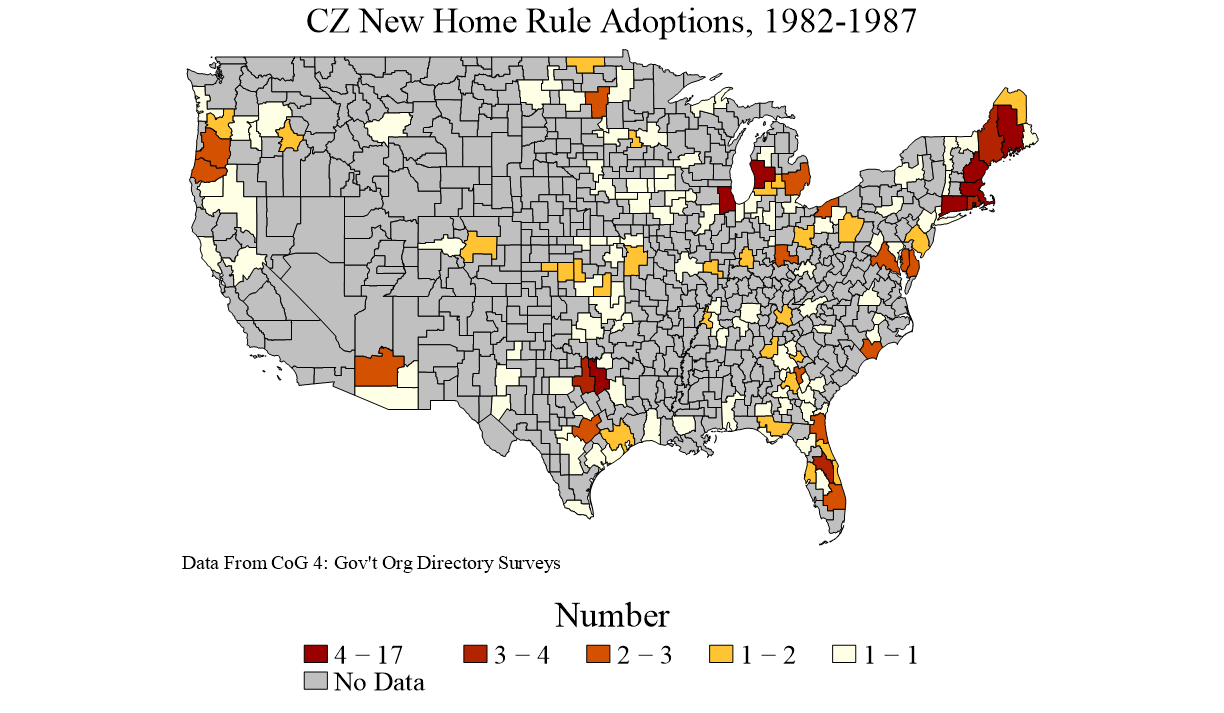 CZ New Home Rule Adoptions, 1982-1987
Data From CoG 4: Gov't Org Directory Surveys
Number
4 − 17
3 − 4
2 − 3
1 − 2
1 − 1
No Data